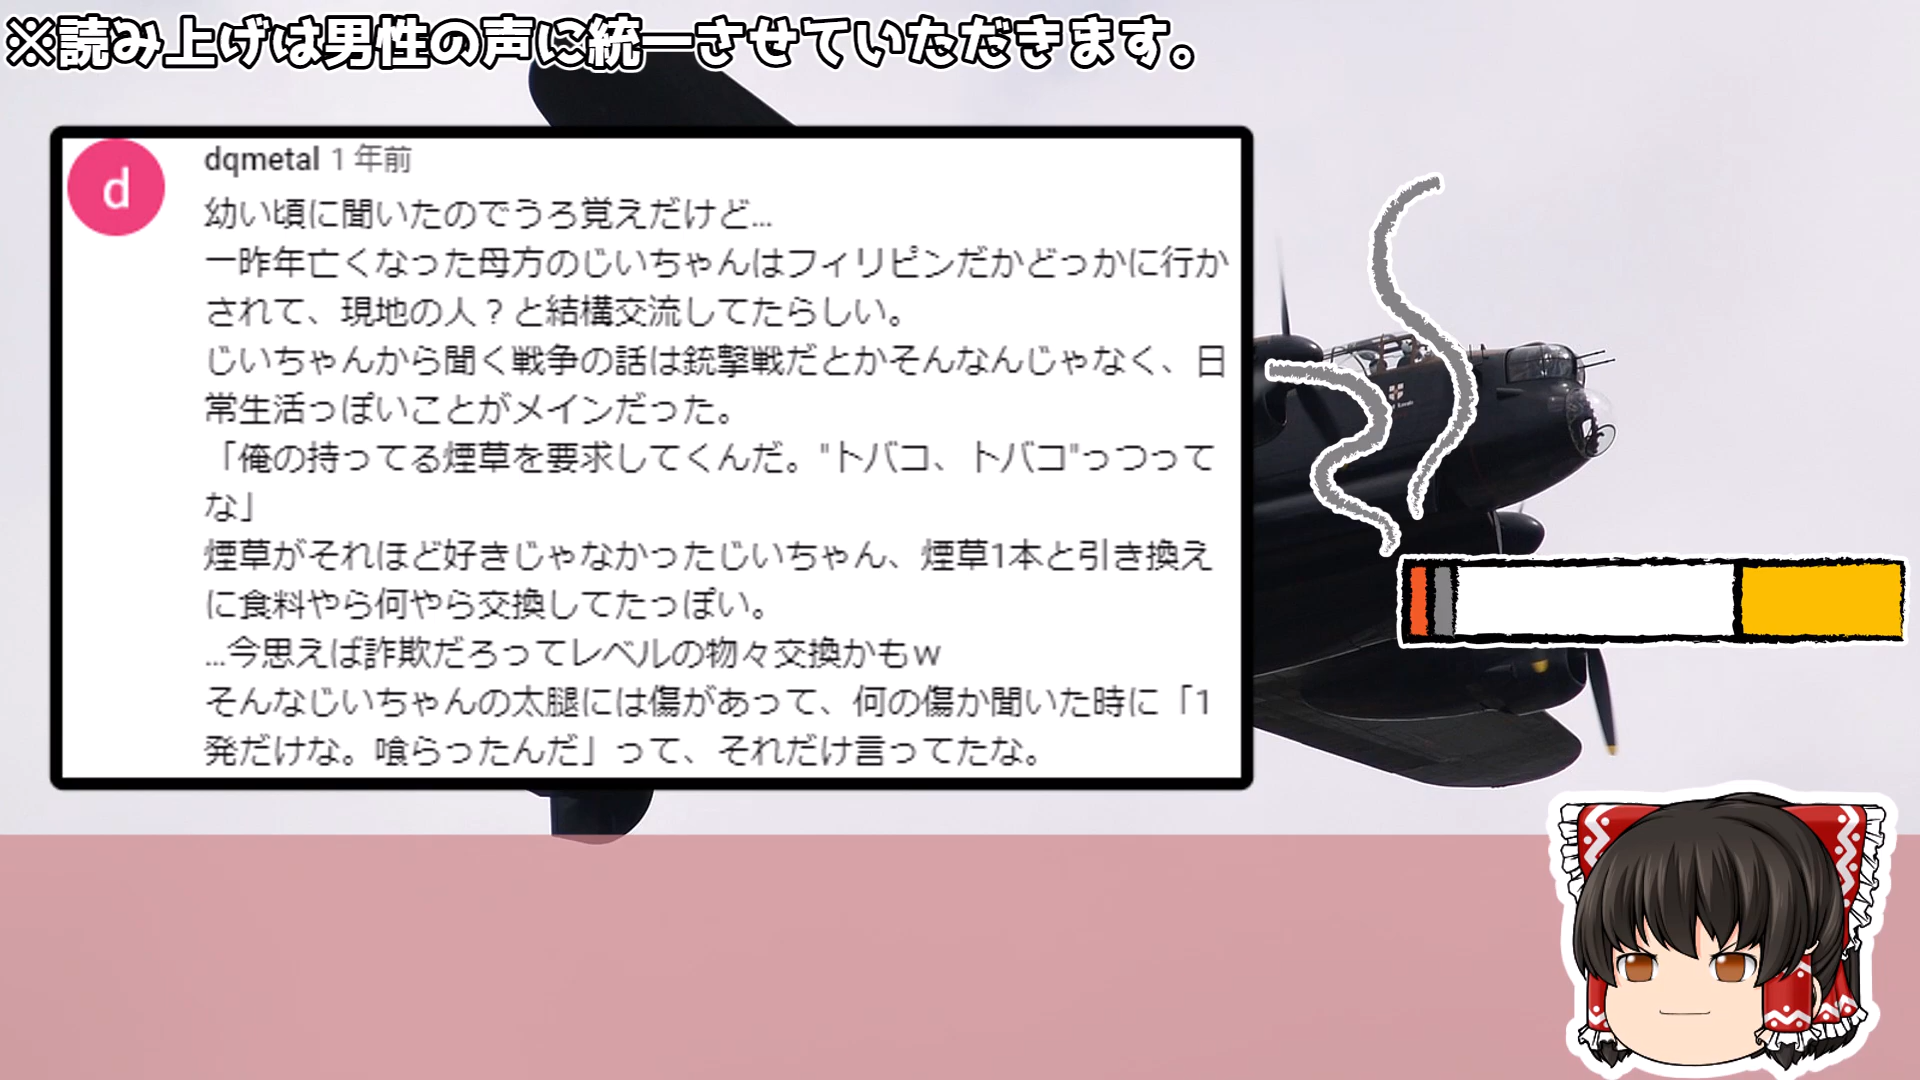 ※読み上げは男性の声に統一させていただきます。
d
dqmetal 1 年前
幼い頃に聞いたのでうろ覚えだけど...
一昨年亡くなった母方のじいちゃんはフィリピンだかどっかに行か
されて、現地の人？と結構交流してたらしい。
じいちゃんから聞く戦争の話は銃撃戦だとかそんなんじゃなく、日
常生活っぽいことがメインだった。
「俺の持ってる煙草を要求してくんだ。"トバコ、トバコ"っつって
な」
煙草がそれほど好きじゃなかったじいちゃん、煙草1本と引き換え
に食料やら何やら交換してたっぽい。
...今思えば詐欺だろってレベルの物々交換かもw
そんなじいちゃんの太腿には傷があって、何の傷か聞いた時に「1
発だけな。喰らったんだ」って、それだけ言ってたな。